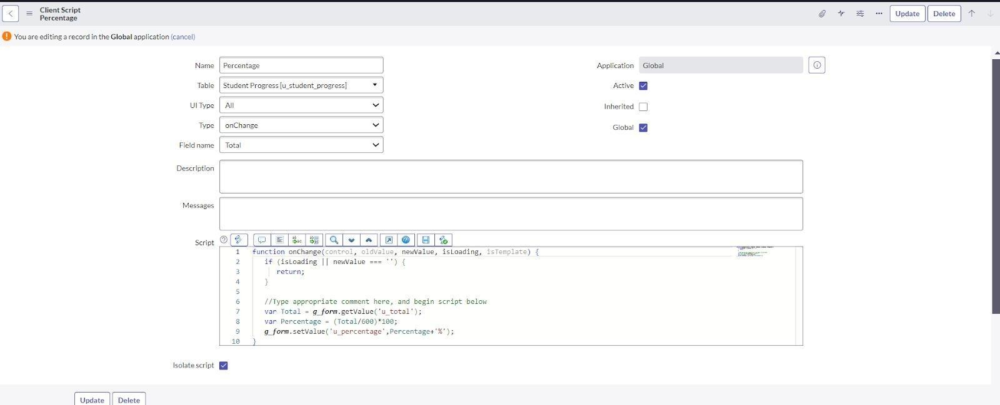 Client Script
Percentage
Update
Delete
You are editing a record in the Global application (cancel)
Name
Percentage
Application
Global
Table
Student Progress [u_student_progress]
Active
UI Type
All
Inherited
Type
onChange
Global
Field name
Total
Description
Messages
Script
1 function onChange(control, oldValue, newValue, isLoading, isTemplate) {
2 if (isLoading || newValue === '') {
3 return;
4 }
5
6 //Type appropriate comment here, and begin script below
7 var Total = g_form.getValue('u_total');
8 var Percentage = (Total/600)*100;
9 g_form.setValue('u_percentage',Percentage+'%');
10 }
Isolate script
Update
Delete